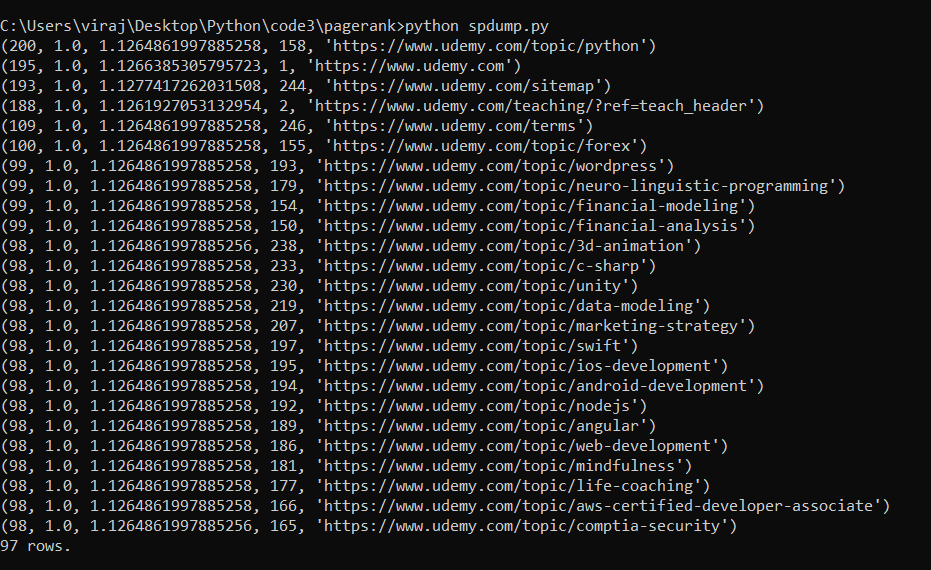 C:\Users\viraj\Desktop\Python\code3\pagerank>python spdump.py
(200, 1.0, 1.1264861997885258, 158, 'https://www.udemy.com/topic/python')
(195, 1.0, 1.1266385305795723, 1, 'https://www.udemy.com')
(193, 1.0, 1.1277417262031508, 244, 'https://www.udemy.com/sitemap')
(188, 1.0, 1.1261927053132954, 2, 'https://www.udemy.com/teaching/?ref=teach_header')
(109, 1.0, 1.1264861997885258, 246, 'https://www.udemy.com/terms')
(100, 1.0, 1.1264861997885258, 155, 'https://www.udemy.com/topic/forex')
(99, 1.0, 1.1264861997885258, 193, 'https://www.udemy.com/topic/wordpress')
(99, 1.0, 1.1264861997885258, 179, 'https://www.udemy.com/topic/neuro-linguistic-programming')
(99, 1.0, 1.1264861997885258, 154, 'https://www.udemy.com/topic/financial-modeling')
(99, 1.0, 1.1264861997885258, 150, 'https://www.udemy.com/topic/financial-analysis')
(98, 1.0, 1.1264861997885256, 238, 'https://www.udemy.com/topic/3d-animation')
(98, 1.0, 1.1264861997885258, 233, 'https://www.udemy.com/topic/c-sharp')
(98, 1.0, 1.1264861997885258, 230, 'https://www.udemy.com/topic/unity')
(98, 1.0, 1.1264861997885258, 219, 'https://www.udemy.com/topic/data-modeling')
(98, 1.0, 1.1264861997885258, 207, 'https://www.udemy.com/topic/marketing-strategy')
(98, 1.0, 1.1264861997885258, 197, 'https://www.udemy.com/topic/swift')
(98, 1.0, 1.1264861997885258, 195, 'https://www.udemy.com/topic/ios-development')
(98, 1.0, 1.1264861997885258, 194, 'https://www.udemy.com/topic/android-development')
(98, 1.0, 1.1264861997885258, 192, 'https://www.udemy.com/topic/nodejs')
(98, 1.0, 1.1264861997885258, 189, 'https://www.udemy.com/topic/angular')
(98, 1.0, 1.1264861997885258, 186, 'https://www.udemy.com/topic/web-development')
(98, 1.0, 1.1264861997885258, 181, 'https://www.udemy.com/topic/mindfulness')
(98, 1.0, 1.1264861997885258, 177, 'https://www.udemy.com/topic/life-coaching')
(98, 1.0, 1.1264861997885258, 166, 'https://www.udemy.com/topic/aws-certified-developer-associate')
(98, 1.0, 1.1264861997885256, 165, 'https://www.udemy.com/topic/comptia-security')
97 rows.